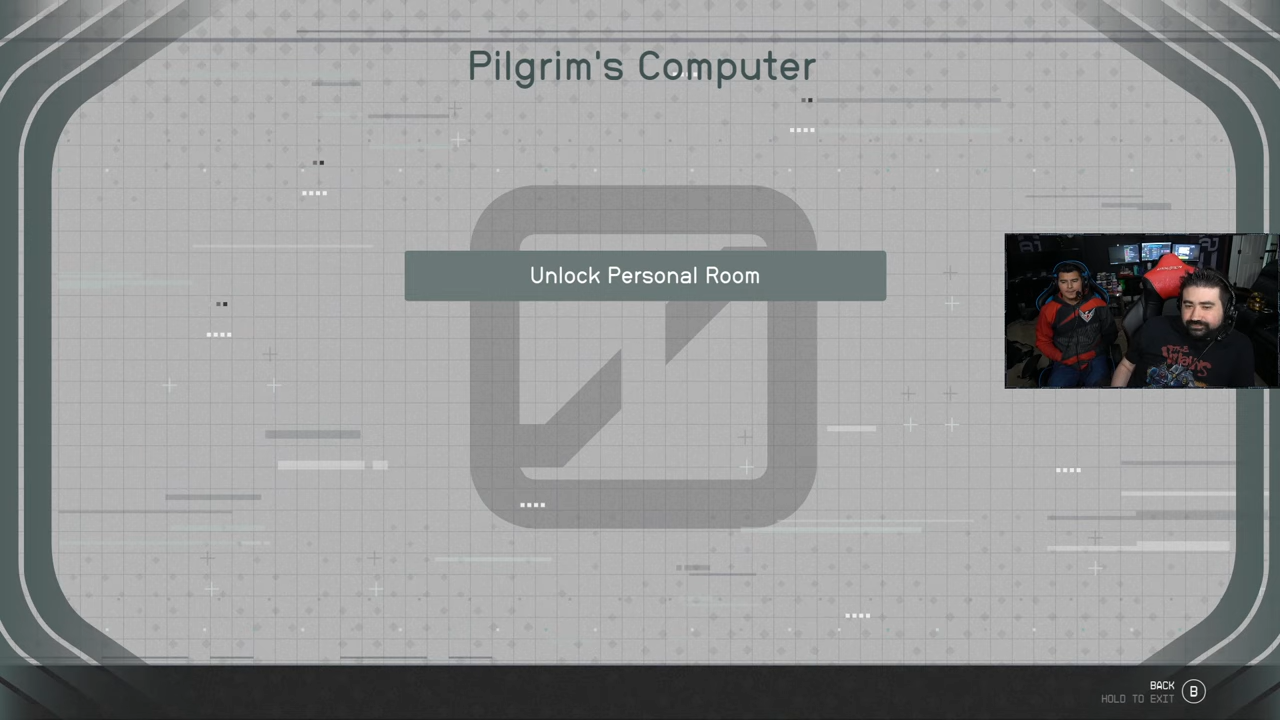 Pilgrim's Computer
Unlock Personal Room
BACK
HOLD TO EXIT
B